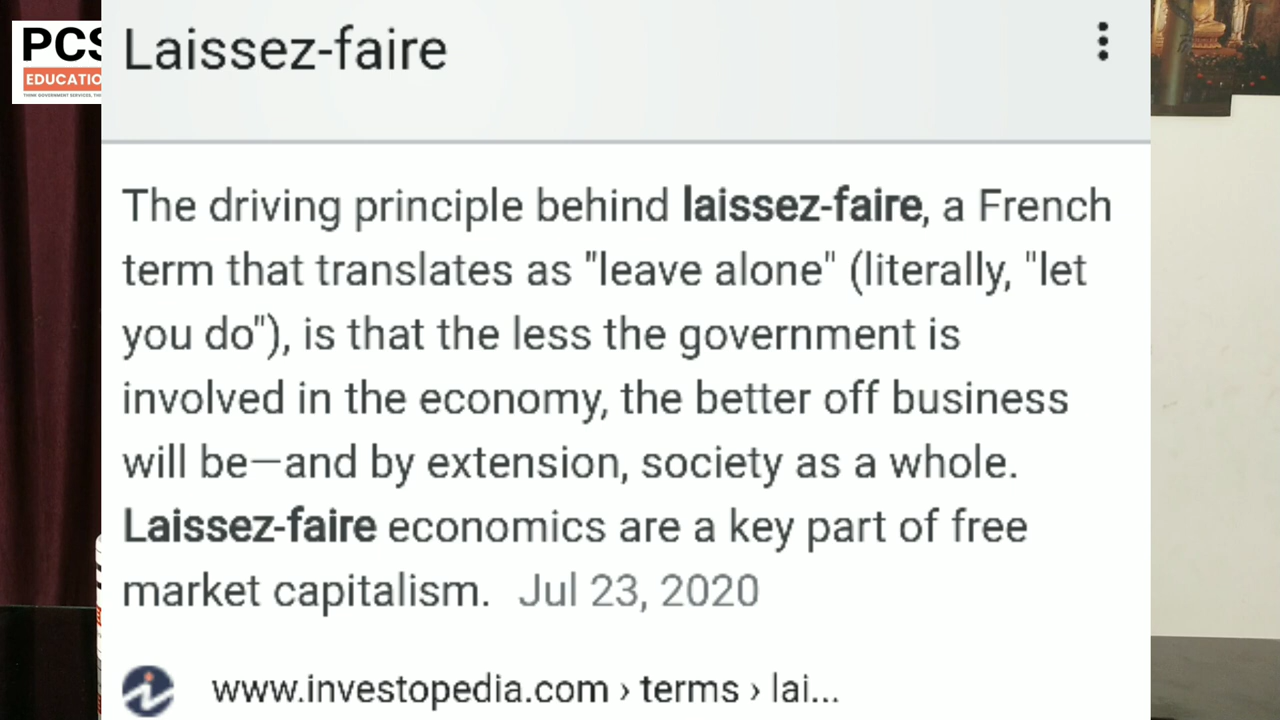 PCS
EDUCATIO
Laissez-faire
The driving principle behind laissez-faire, a French
term that translates as "leave alone" (literally, "let
you do"), is that the less the government is
involved in the economy, the better off business
will be—and by extension, society as a whole.
Laissez-faire economics are a key part of free
market capitalism. Jul 23, 2020
www.investopedia.com › terms › lai...